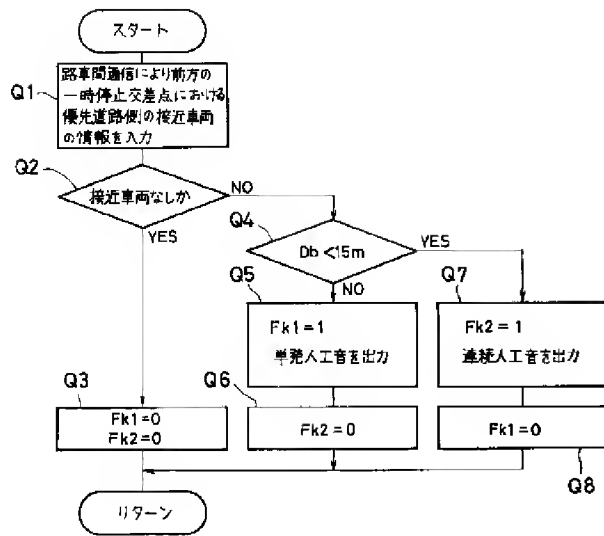 スタート
Q1
路車間通信により前方の
一時停止交差点における
優先道路側の接近車両
の情報を入力
Q2
接近車両なしか
NO
YES
Q4
Db<15m
YES
NO
Q5
Fk1=1
単発人工音を出力
Q7
Fk2=1
連続人工音を出力
Q3
Fk1=0
Fk2=0
Q6
Fk2=0
Fk1=0
Q8
リターン